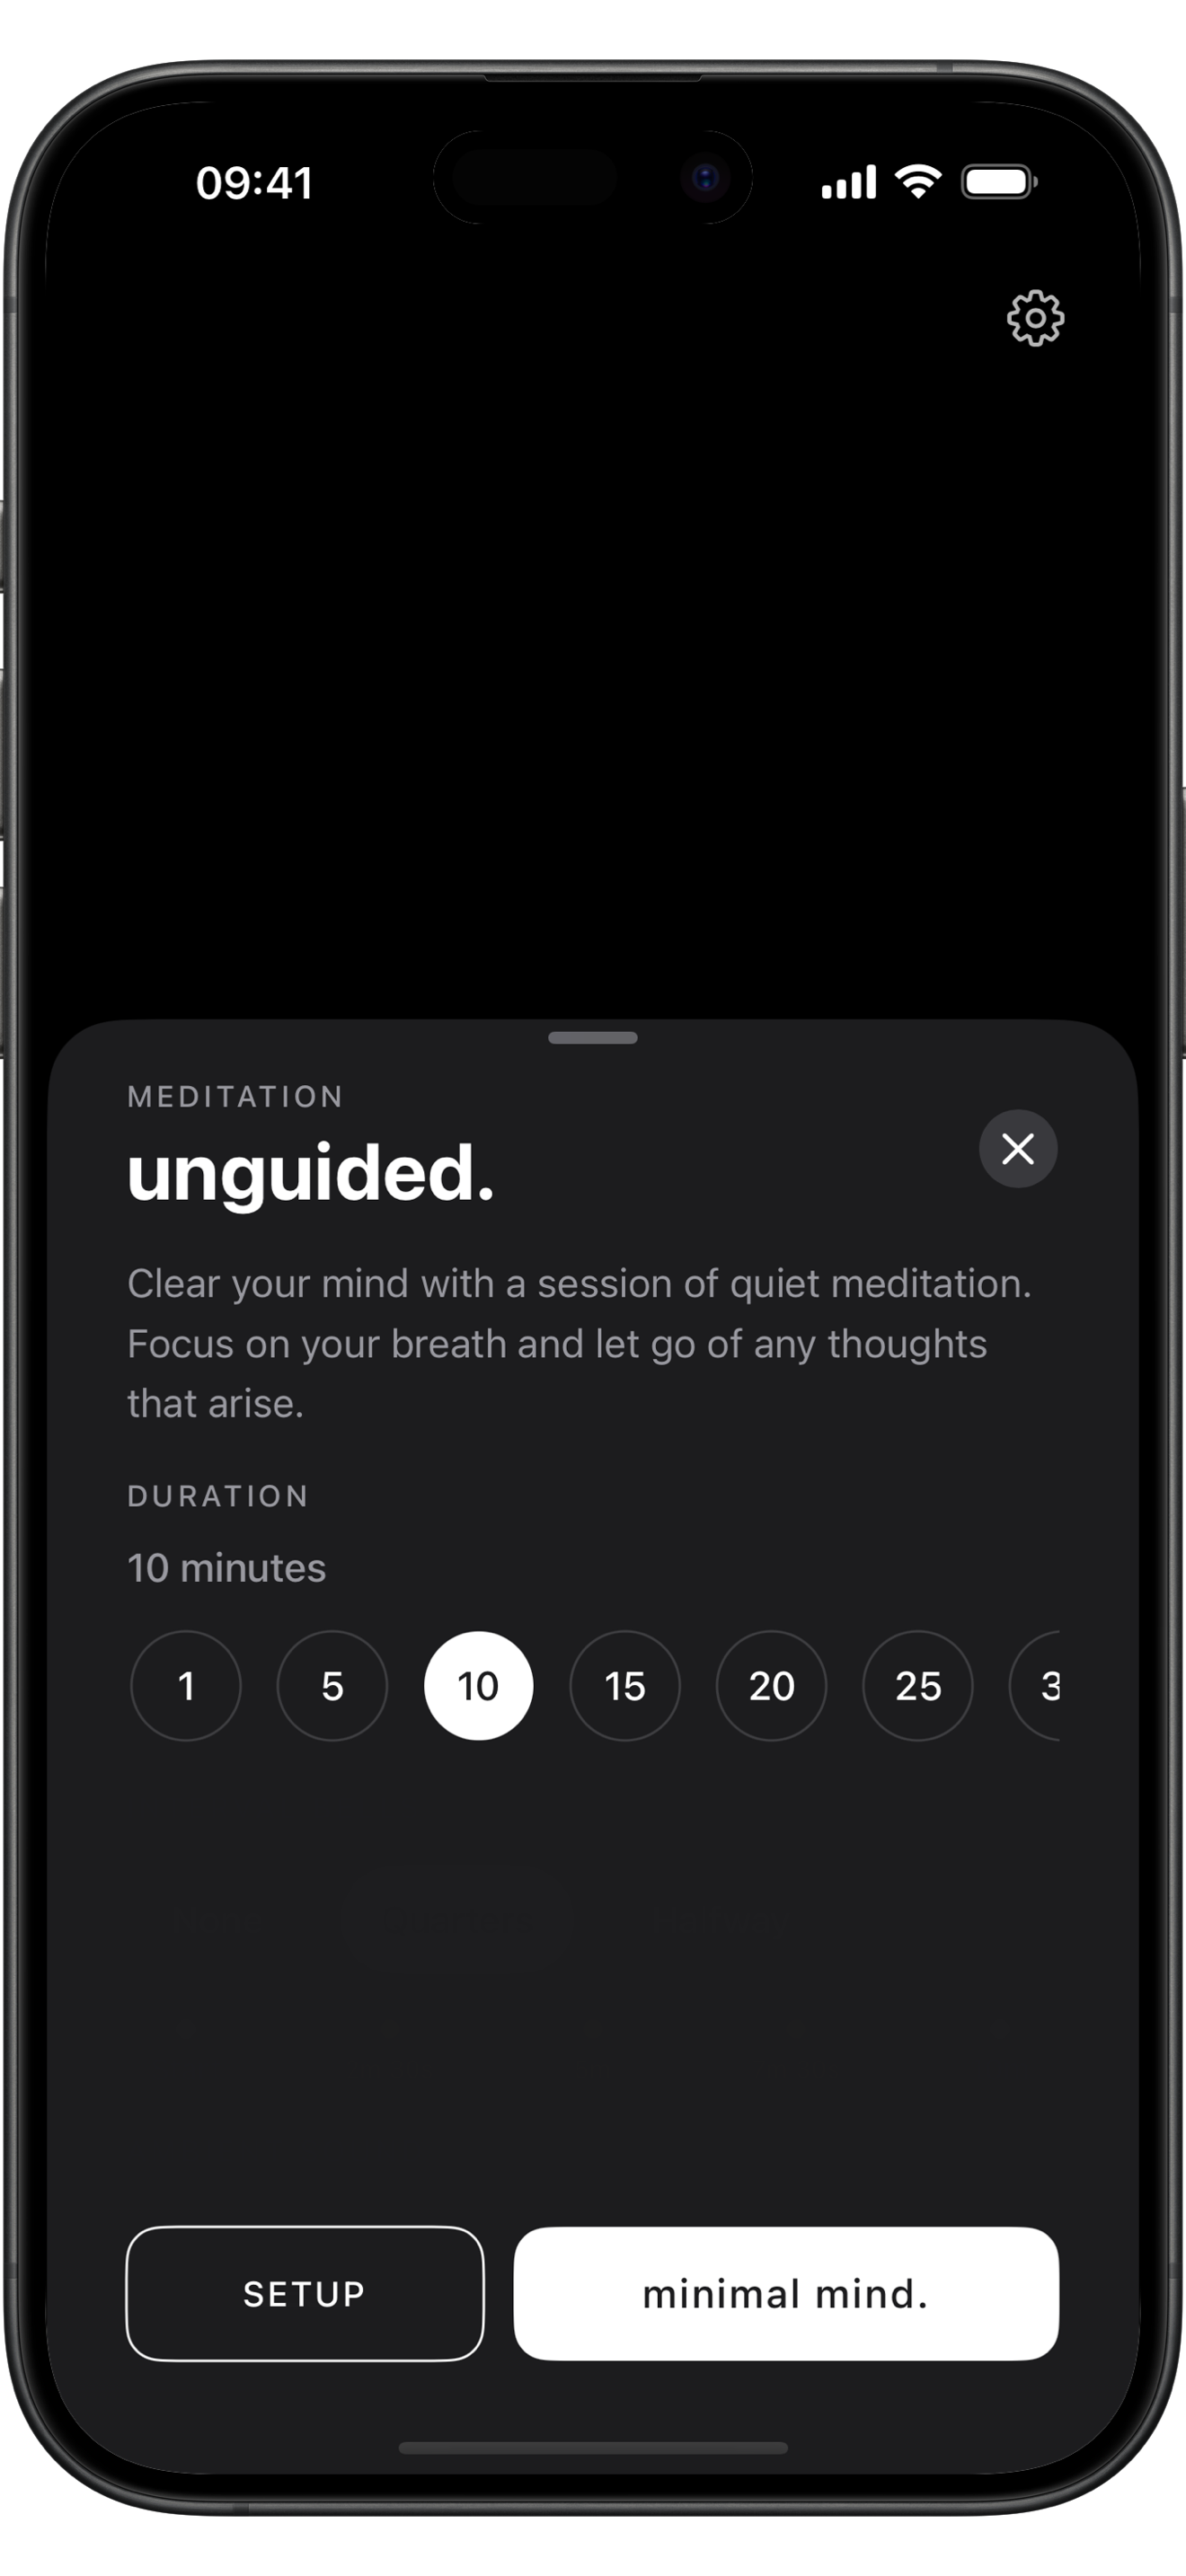 09:41
MEDITATION
unguided.
Clear your mind with a session of quiet meditation.
Focus on your breath and let go of any thoughts
that arise.
DURATION
10 minutes
1 5 10 15 20 25 3
SETUP minimal mind.